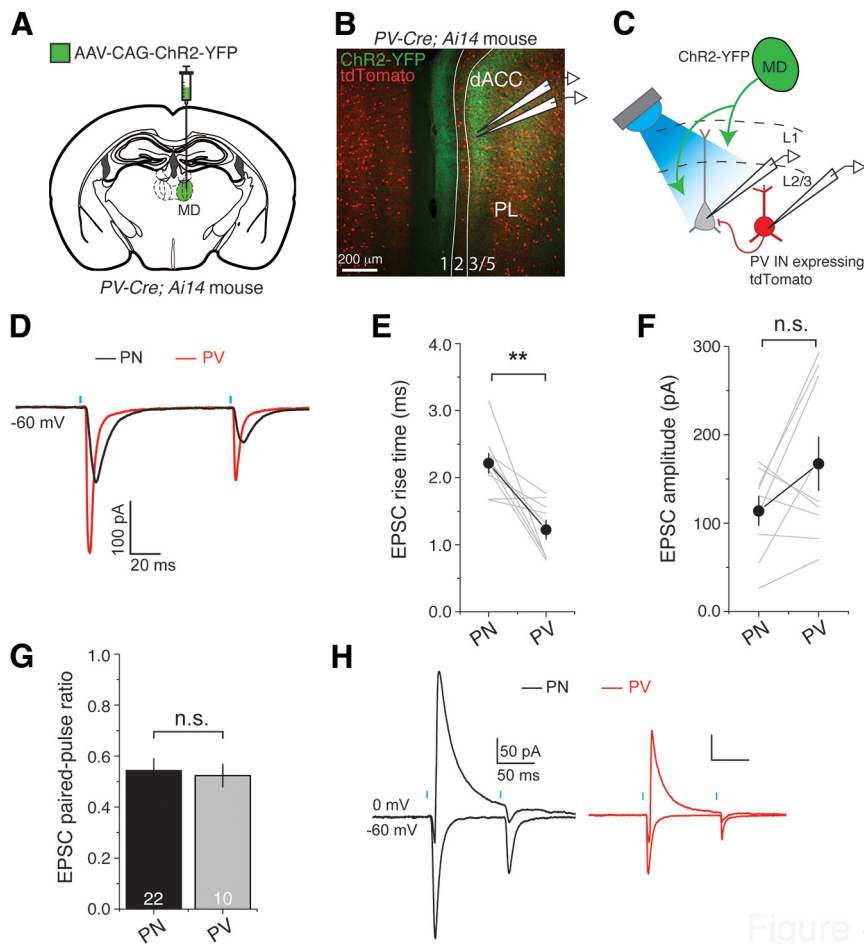 A
AAV-CAG-ChR2-YFP
MD
PV-Cre; Ai14 mouse
B
PV-Cre; Ai14 mouse
ChR2-YFP
tdTomato
dACC
PL
200 µm
1 2 3/5
C
ChR2-YFP
MD
L1
L2/3
PV IN expressing
tdTomato
D
PN PV
-60 mV
100 pA
20 ms
E
EPSC rise time (ms)
4.0
3.0
2.0
1.0
0.0
**
PN PV
F
EPSC amplitude (pA)
n.s.
300
200
100
0.0
PN PV
G
EPSC paired-pulse ratio
1.0
0.8
0.6
0.4
0.2
0.0
n.s.
22 10
PN PV
H
PN PV
50 pA
50 ms
0 mV
-60 mV
Figure